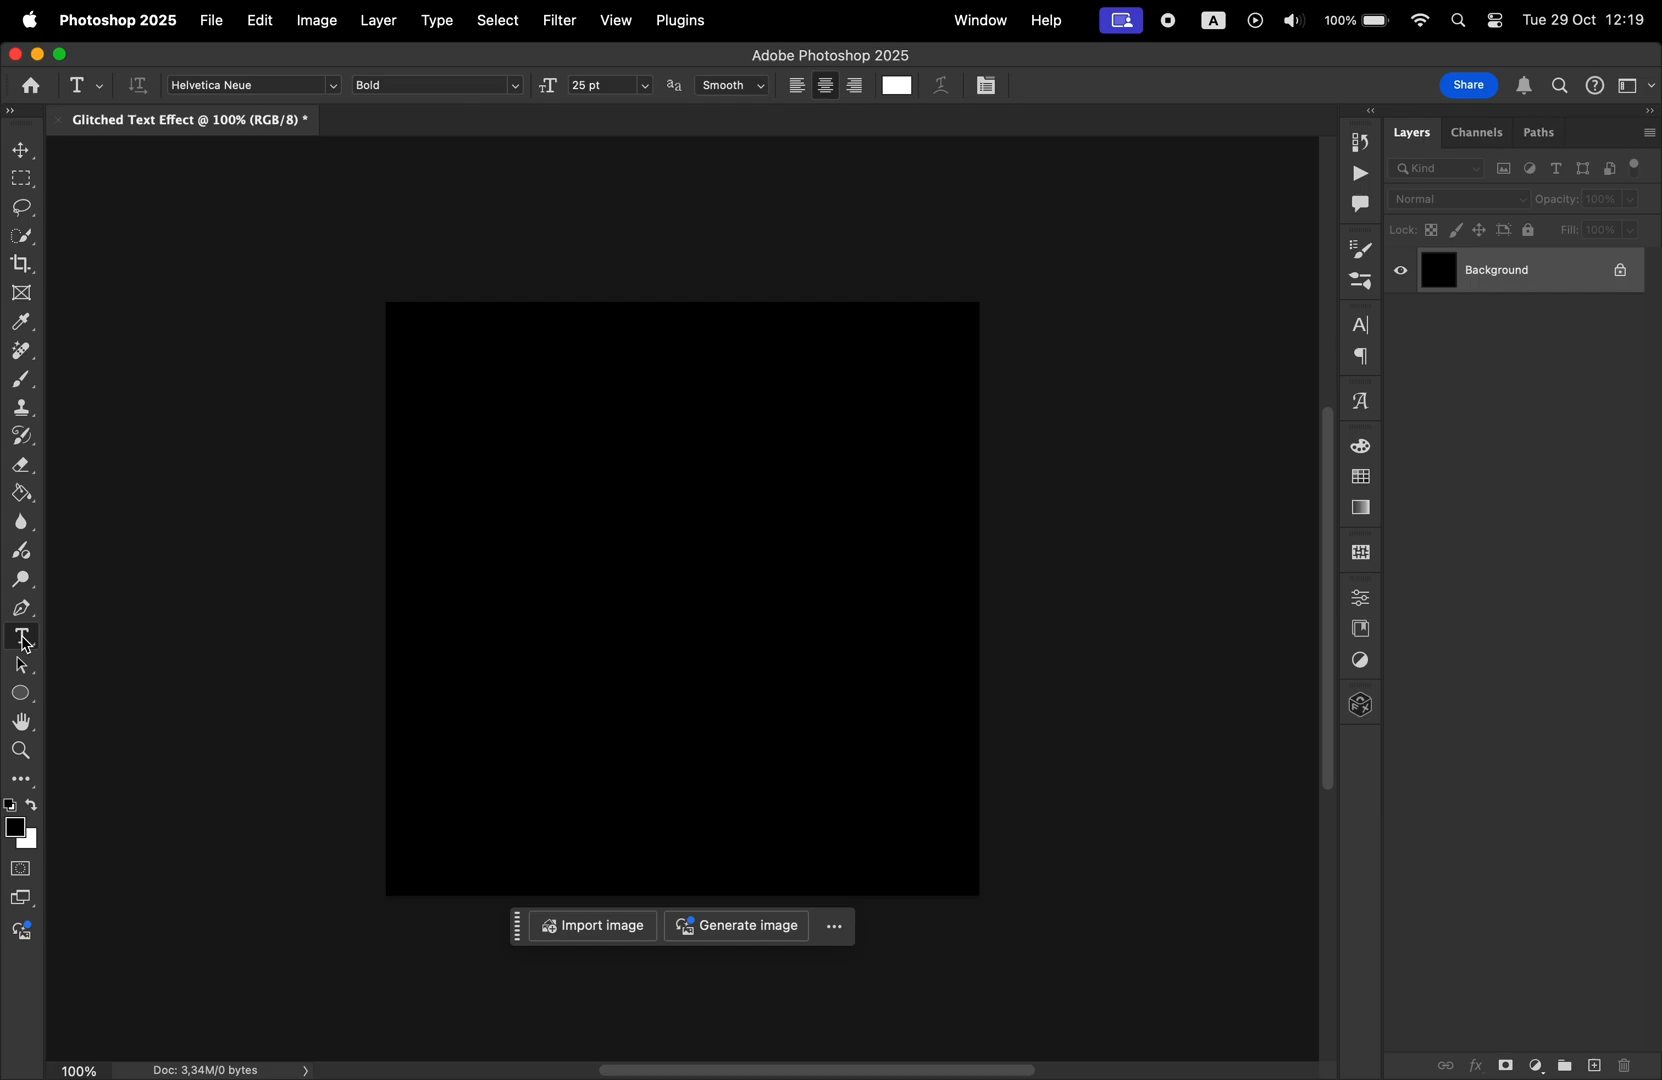 Photoshop 2025 File Edit Image Layer Type Select Filter View Plugins Window Help A 100% Tue 29 Oct 12:19
Adobe Photoshop 2025
Helvetica Neue Bold 25 pt Smooth Share
Glitched Text Effect @ 100% (RGB/8) *
Layers Channels Paths
Kind
Normal Opacity: 100%
Lock: Fill: 100%
Background
Import image Generate image
100% Doc: 3,34M/0 bytes